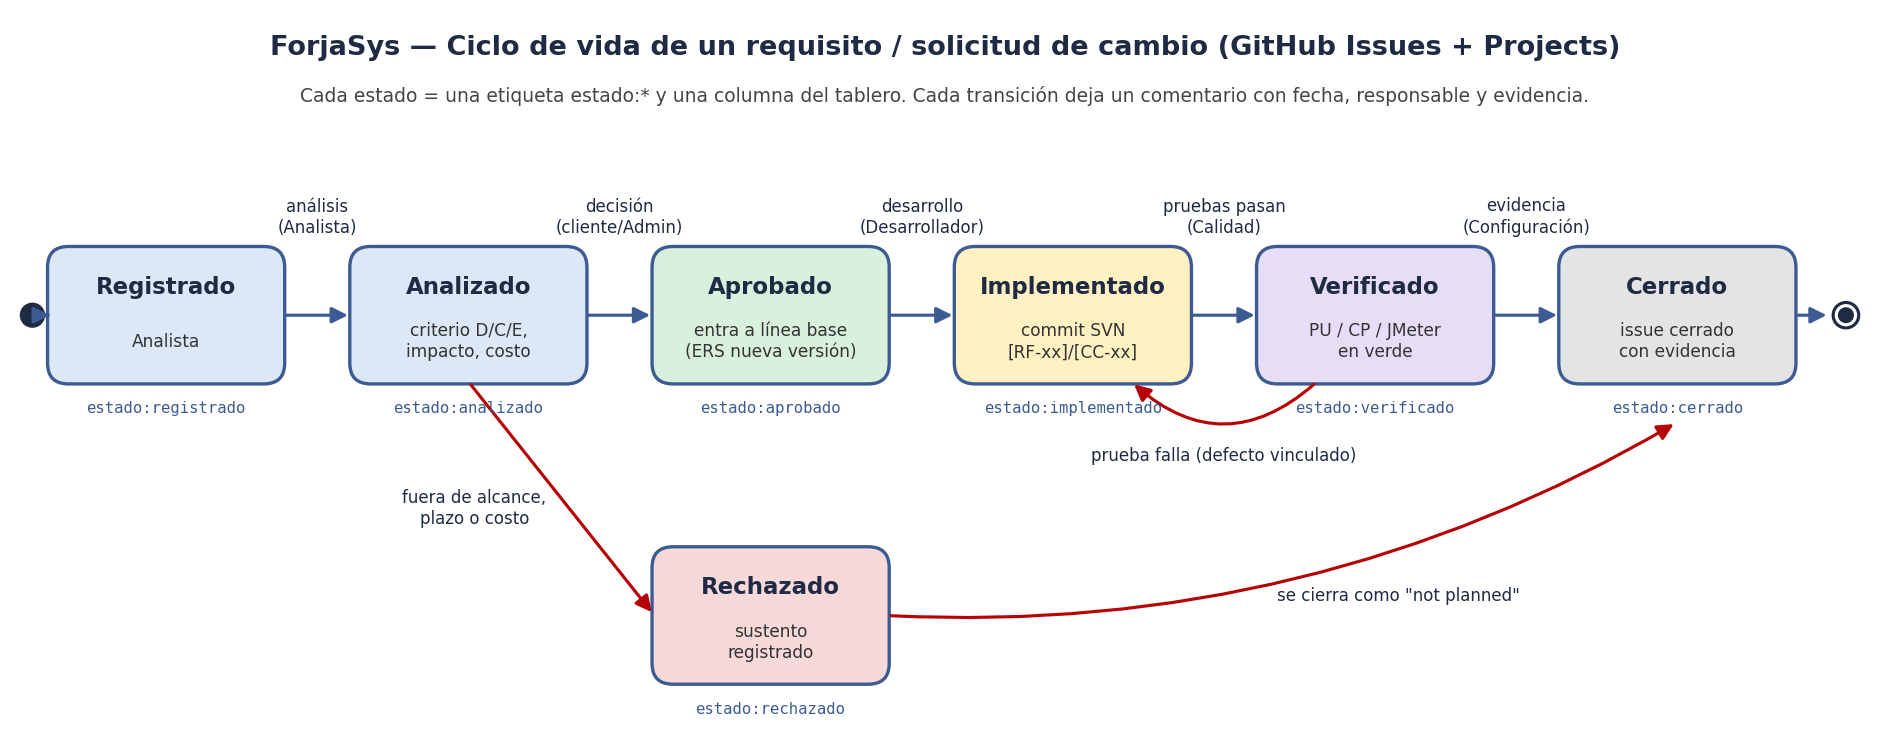 ForjaSys — Ciclo de vida de un requisito / solicitud de cambio (GitHub Issues + Projects)
Cada estado = una etiqueta estado:* y una columna del tablero. Cada transición deja un comentario con fecha, responsable y evidencia.
análisis
(Analista)
decisión
(cliente/Admin)
desarrollo
(Desarrollador)
pruebas pasan
(Calidad)
evidencia
(Configuración)
Registrado
Analista
estado:registrado
Analizado
criterio D/C/E,
impacto, costo
estado:analizado
Aprobado
entra a línea base
(ERS nueva versión)
estado:aprobado
Implementado
commit SVN
[RF-xx]/[CC-xx]
estado:implementado
Verificado
PU / CP / JMeter
en verde
estado:verificado
Cerrado
issue cerrado
con evidencia
estado:cerrado
prueba falla (defecto vinculado)
fuera de alcance,
plazo o costo
Rechazado
sustento
registrado
estado:rechazado
se cierra como "not planned"